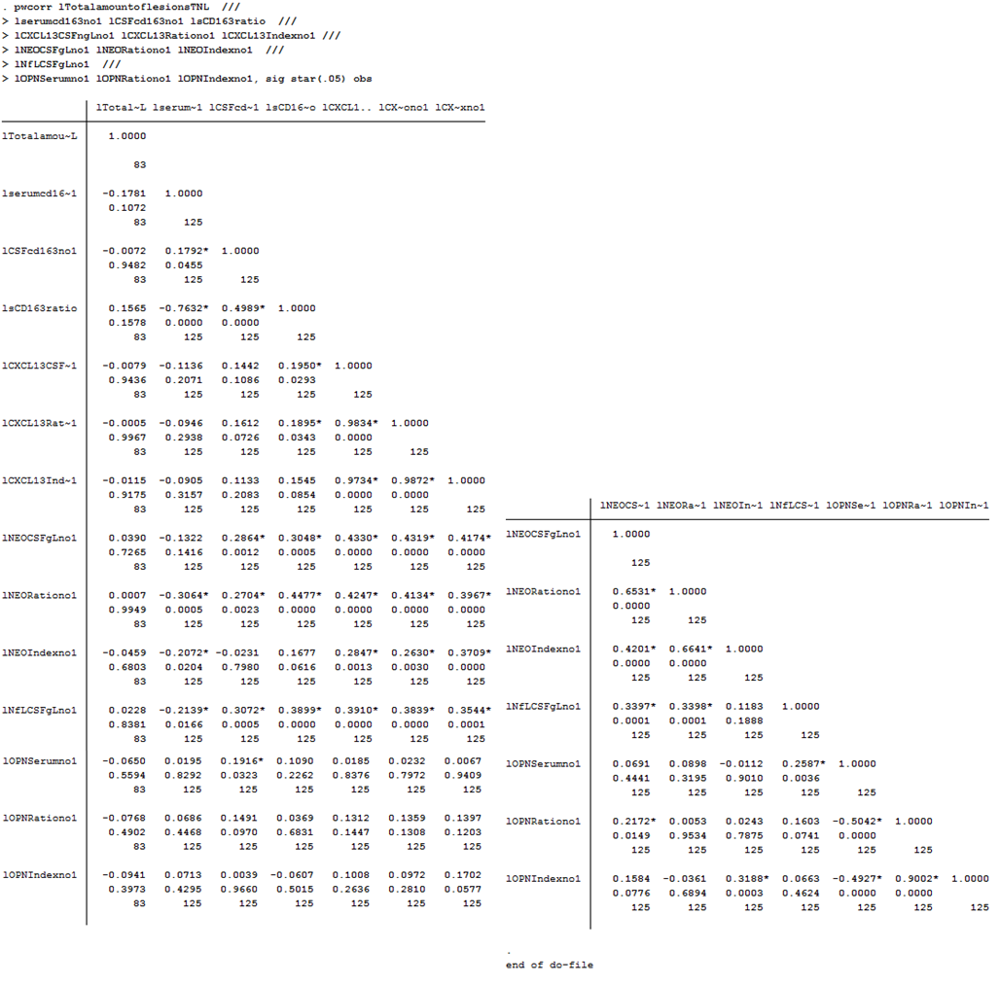 . pwcorr lTotalamountoflesionsTNL  ///
> lserumcd163no1 lCSFcd163no1 lsCD163ratio  ///
> lCXCL13CSFngLno1 lCXCL13Rationo1 lCXCL13Indexno1 ///
> lNEOCSFgLno1 lNEORationo1 lNEOIndexno1  ///
> lNfLCSFgLno1  ///
> lOPNSerumno1 lOPNRationo1 lOPNIndexno1, sig star(.05) obs
lTotal~L lserum~1 lCSFcd~1 lsCD16~o lCXCL1.. lCX~ono1 lCX~xno1
lTotalamou~L 1.0000
83
lserumcd16~1 -0.1781 1.0000
0.1072
83 125
lCSFcd163no1 -0.0072 0.1792* 1.0000
0.9482 0.0455
83 125 125
lsCD163ratio 0.1565 -0.7632* 0.4989* 1.0000
0.1578 0.0000 0.0000
83 125 125 125
lCXCL13CSF~1 -0.0079 -0.1136 0.1442 0.1950* 1.0000
0.9436 0.2071 0.1086 0.0293
83 125 125 125 125
lCXCL13Rat~1 -0.0005 -0.0946 0.1612 0.1895* 0.9834* 1.0000
0.9967 0.2938 0.0726 0.0343 0.0000
83 125 125 125 125 125
lCXCL13Ind~1 -0.0115 -0.0905 0.1133 0.1545 0.9734* 0.9872* 1.0000
0.9175 0.3157 0.2083 0.0854 0.0000 0.0000
83 125 125 125 125 125 125
lNEOCSFgLno1 0.0390 -0.1322 0.2864* 0.3048* 0.4330* 0.4319* 0.4174*
0.7265 0.1416 0.0012 0.0005 0.0000 0.0000 0.0000
83 125 125 125 125 125 125
lNEORationo1 0.0007 -0.3064* 0.2704* 0.4477* 0.4247* 0.4134* 0.3967*
0.9949 0.0005 0.0023 0.0000 0.0000 0.0000 0.0000
83 125 125 125 125 125 125
lNEOIndexno1 -0.0459 -0.2072* -0.0231 0.1677 0.2847* 0.2630* 0.3709*
0.6803 0.0204 0.7980 0.0616 0.0013 0.0030 0.0000
83 125 125 125 125 125 125
lNfLCSFgLno1 0.0228 -0.2139* 0.3072* 0.3899* 0.3910* 0.3839* 0.3544*
0.8381 0.0166 0.0005 0.0000 0.0000 0.0000 0.0001
83 125 125 125 125 125 125
lOPNSerumno1 -0.0650 0.0195 0.1916* 0.1090 0.0185 0.0232 0.0067
0.5594 0.8292 0.0323 0.2262 0.8376 0.7972 0.9409
83 125 125 125 125 125 125
lOPNRationo1 -0.0768 0.0686 0.1491 0.0369 0.1312 0.1359 0.1397
0.4902 0.4468 0.0970 0.6831 0.1447 0.1308 0.1203
83 125 125 125 125 125 125
lOPNIndexno1 -0.0941 0.0713 0.0039 -0.0607 0.1008 0.0972 0.1702
0.3973 0.4295 0.9660 0.5015 0.2636 0.2810 0.0577
83 125 125 125 125 125 125
lNEOCS~1 lNEORa~1 lNEOIn~1 lNfLCS~1 lOPNSe~1 lOPNRa~1 lOPNIn~1
lNEOCSFgLno1 1.0000
125
lNEORationo1 0.6531* 1.0000
0.0000
125 125
lNEOIndexno1 0.4201* 0.6641* 1.0000
0.0000 0.0000
125 125 125
lNfLCSFgLno1 0.3397* 0.3398* 0.1183 1.0000
0.0001 0.0001 0.1888
125 125 125 125
lOPNSerumno1 0.0691 0.0898 -0.0112 0.2587* 1.0000
0.4441 0.3195 0.9010 0.0036
125 125 125 125 125
lOPNRationo1 0.2172* 0.0053 0.0243 0.1603 -0.5042* 1.0000
0.0149 0.9534 0.7875 0.0741 0.0000
125 125 125 125 125 125
lOPNIndexno1 0.1584 -0.0361 0.3188* 0.0663 -0.4927* 0.9002* 1.0000
0.0776 0.6894 0.0003 0.4624 0.0000 0.0000
125 125 125 125 125 125 125
.
end of do-file